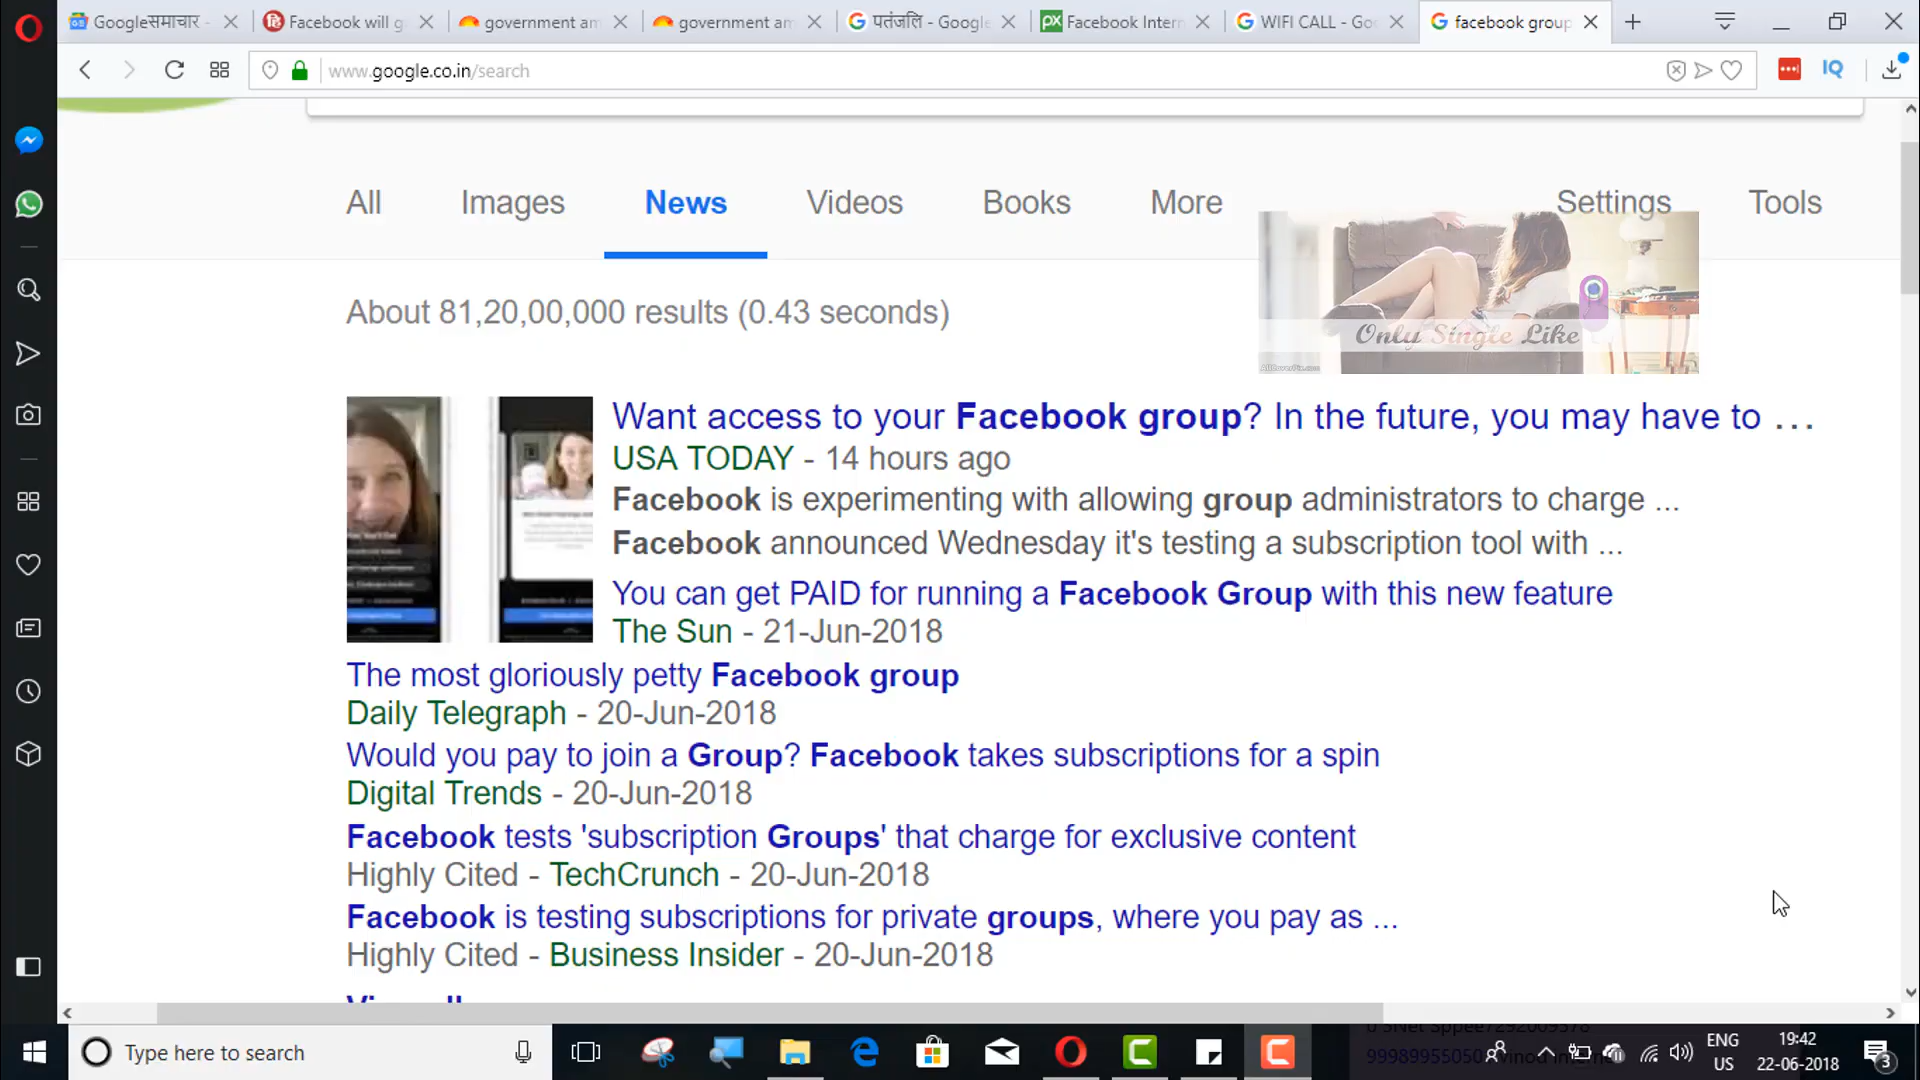 Googleसमाचार -
Facebook will g
government am
government am
पतंजलि - Google
Facebook Intern
WIFI CALL - Goo
facebook group
www.google.co.in/search
IQ
All Images News Videos Books More Settings Tools
About 81,20,00,000 results (0.43 seconds)
Only Single Like
Want access to your Facebook group? In the future, you may have to ...
USA TODAY - 14 hours ago
Facebook is experimenting with allowing group administrators to charge ...
Facebook announced Wednesday it's testing a subscription tool with ...
You can get PAID for running a Facebook Group with this new feature
The Sun - 21-Jun-2018
The most gloriously petty Facebook group
Daily Telegraph - 20-Jun-2018
Would you pay to join a Group? Facebook takes subscriptions for a spin
Digital Trends - 20-Jun-2018
Facebook tests 'subscription Groups' that charge for exclusive content
Highly Cited - TechCrunch - 20-Jun-2018
Facebook is testing subscriptions for private groups, where you pay as ...
Highly Cited - Business Insider - 20-Jun-2018
Type here to search
ENG
US
19:42
22-06-2018
3